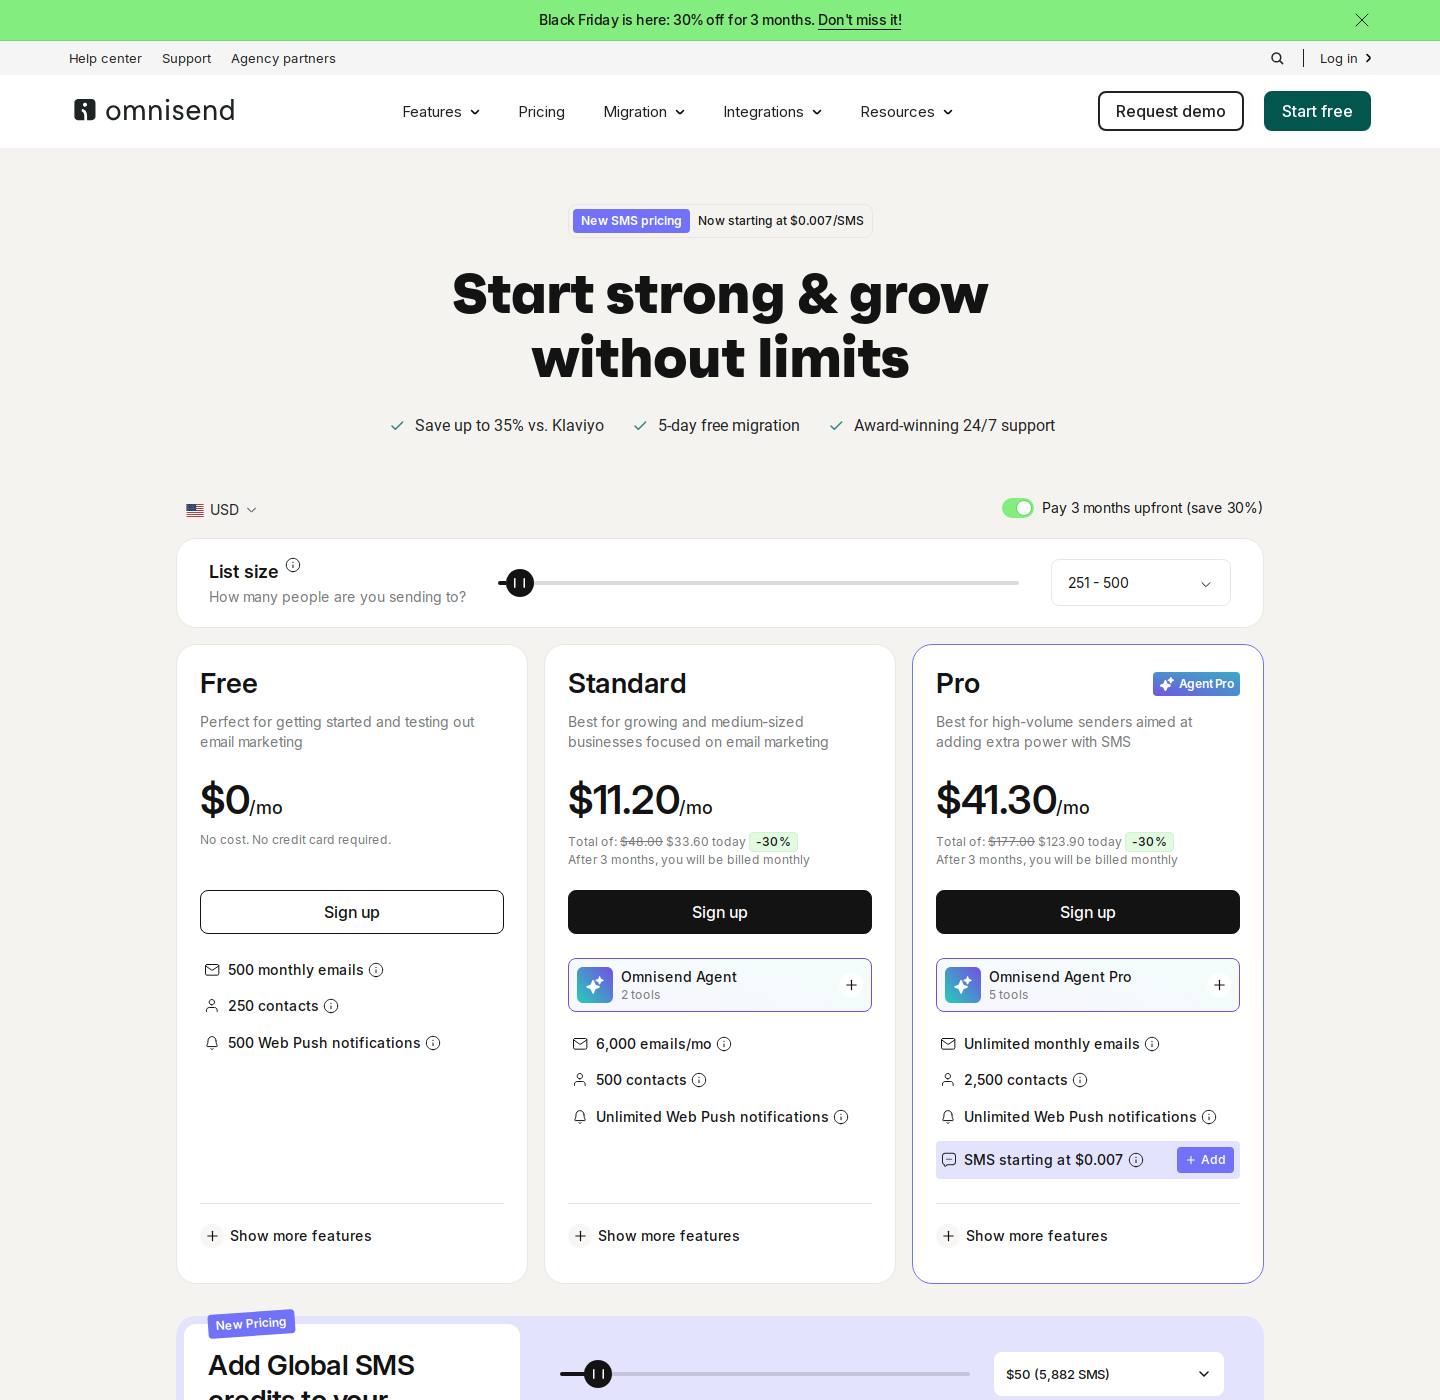 Black Friday is here: 30% off for 3 months. Don't miss it!
Help center Support Agency partners Log in
omnisend Features Pricing Migration Integrations Resources Request demo Start free
New SMS pricing Now starting at $0.007/SMS
Start strong & grow
without limits
Save up to 35% vs. Klaviyo 5-day free migration Award-winning 24/7 support
USD Pay 3 months upfront (save 30%)
List size
How many people are you sending to?
251 - 500
Free
Perfect for getting started and testing out
email marketing
$0/mo
No cost. No credit card required.
Sign up
500 monthly emails
250 contacts
500 Web Push notifications
Show more features
Standard
Best for growing and medium-sized
businesses focused on email marketing
$11.20/mo
Total of: $48.00 $33.60 today -30%
After 3 months, you will be billed monthly
Sign up
Omnisend Agent
2 tools
6,000 emails/mo
500 contacts
Unlimited Web Push notifications
Show more features
Pro Agent Pro
Best for high-volume senders aimed at
adding extra power with SMS
$41.30/mo
Total of: $177.00 $123.90 today -30%
After 3 months, you will be billed monthly
Sign up
Omnisend Agent Pro
5 tools
Unlimited monthly emails
2,500 contacts
Unlimited Web Push notifications
SMS starting at $0.007 + Add
Show more features
New Pricing
Add Global SMS
credits to your
$50 (5,882 SMS)